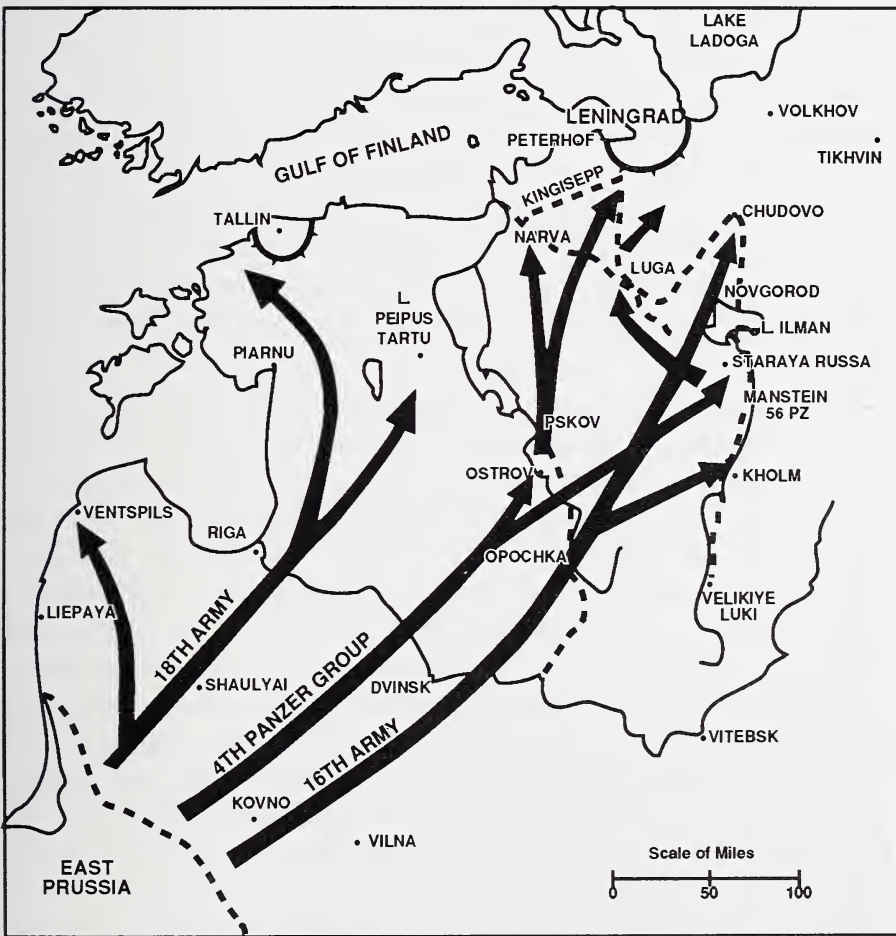 LAKE
LADOGA
VOLKHOV
LENINGRAD
PETERHOF
TIKHVIN
GULF OF FINLAND
KINGISEPP
CHUDOVO
TALLIN
NARVA
LUGA
NOVGOROD
L.
PEIPUS
TARTU
L. ILMAN
PIARNU
STARAYA RUSSA
MANSTEIN
56 PZ
PSKOV
OSTROV
KHOLM
VENTSPILS
RIGA
OPOCHKA
VELIKIYE
LUKI
LIEPAYA
18TH ARMY
SHAULYAI
4TH PANZER GROUP
DVINSK
16TH ARMY
VITEBSK
KOVNO
VILNA
EAST
PRUSSIA
Scale of Miles
0 50 100